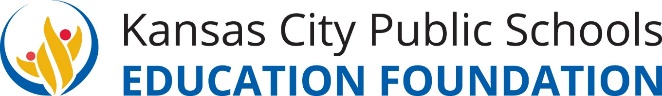 Kansas City Public Schools
EDUCATION FOUNDATION